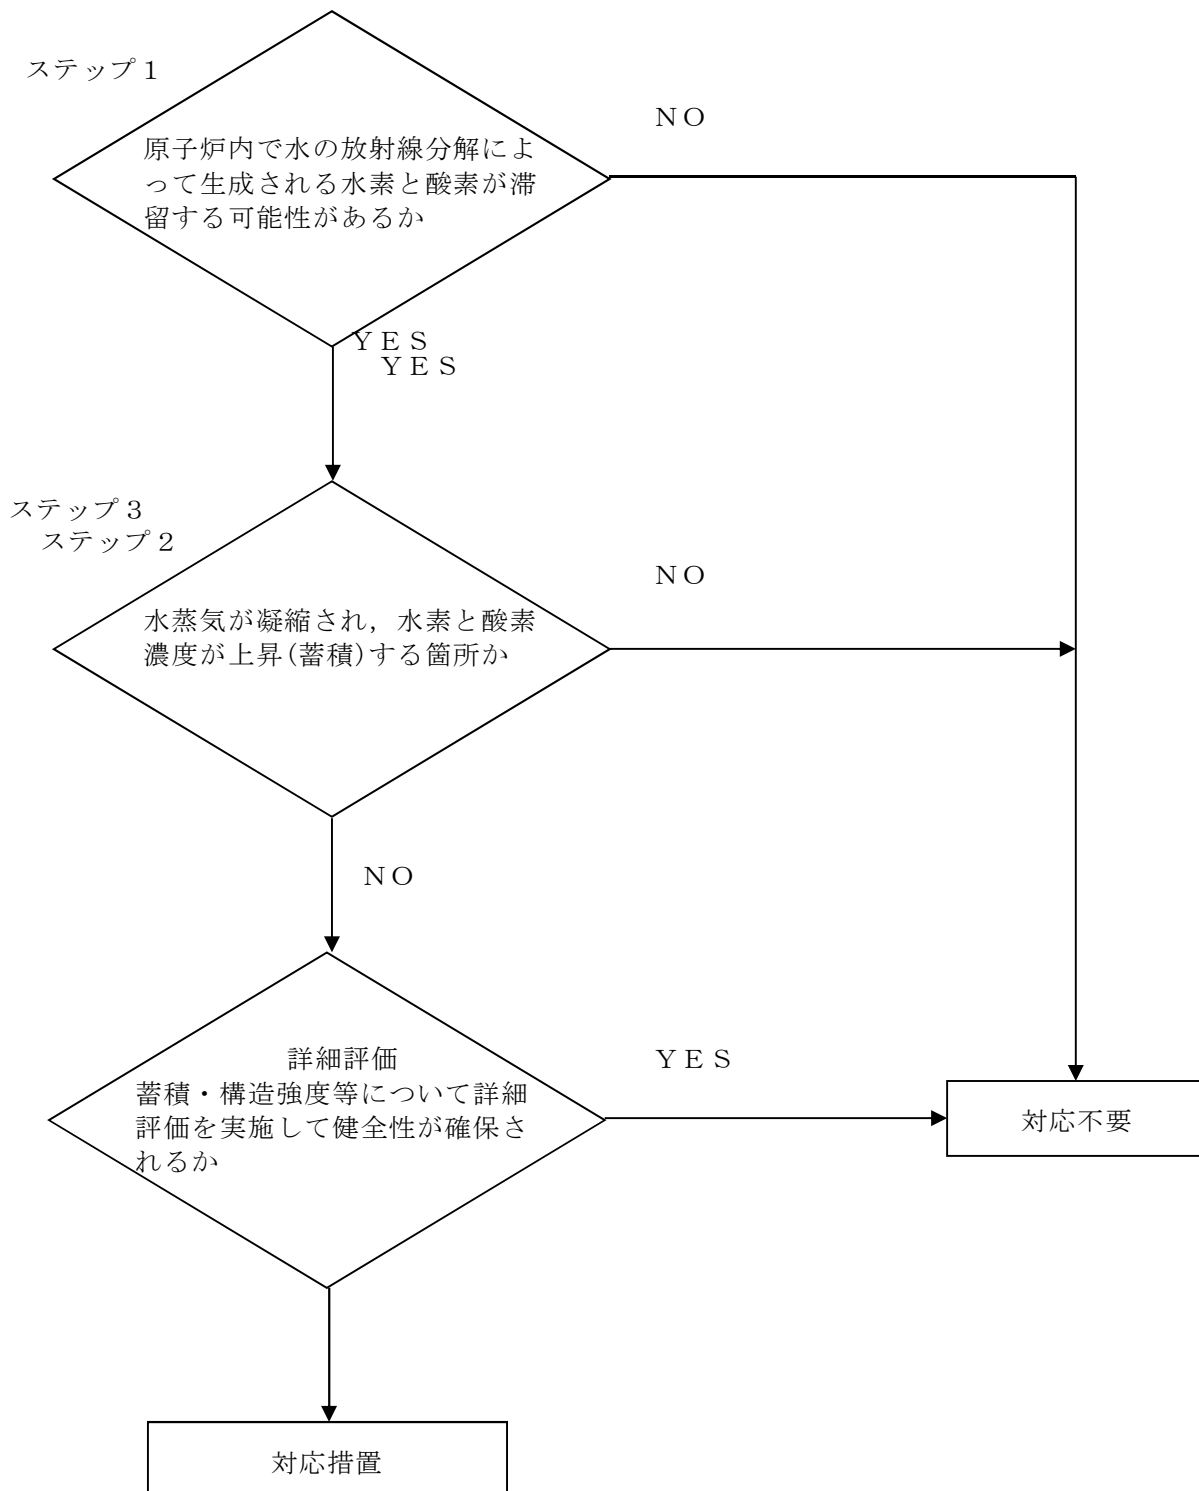 ステップ１
NO
原子炉内で水の放射線分解によ
って生成される水素と酸素が滞
留する可能性があるか
YES
YES
ステップ３
ステップ２
NO
水蒸気が凝縮され，水素と酸素
濃度が上昇(蓄積)する箇所か
NO
詳細評価
YES
蓄積・構造強度等について詳細
評価を実施して健全性が確保さ
れるか
対応不要
対応措置